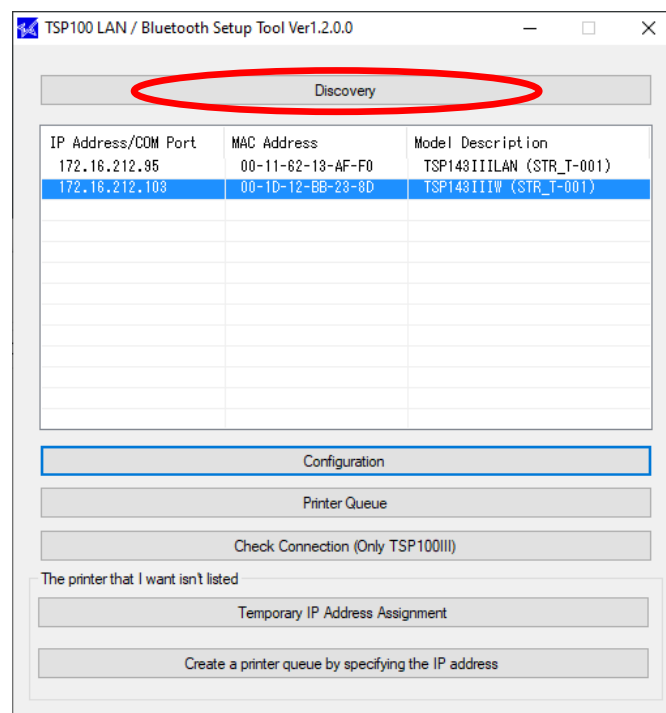 TSP100 LAN / Bluetooth Setup Tool Ver1.2.0.0
Discovery
IP Address/COM Port MAC Address Model Description
172.16.212.95 00-11-62-13-AF-F0 TSP143IIILAN (STR_T-001)
172.16.212.103 00-1D-12-BB-23-8D TSP143IIIW (STR_T-001)
Configuration
Printer Queue
Check Connection (Only TSP100III)
The printer that I want isn't listed
Temporary IP Address Assignment
Create a printer queue by specifying the IP address